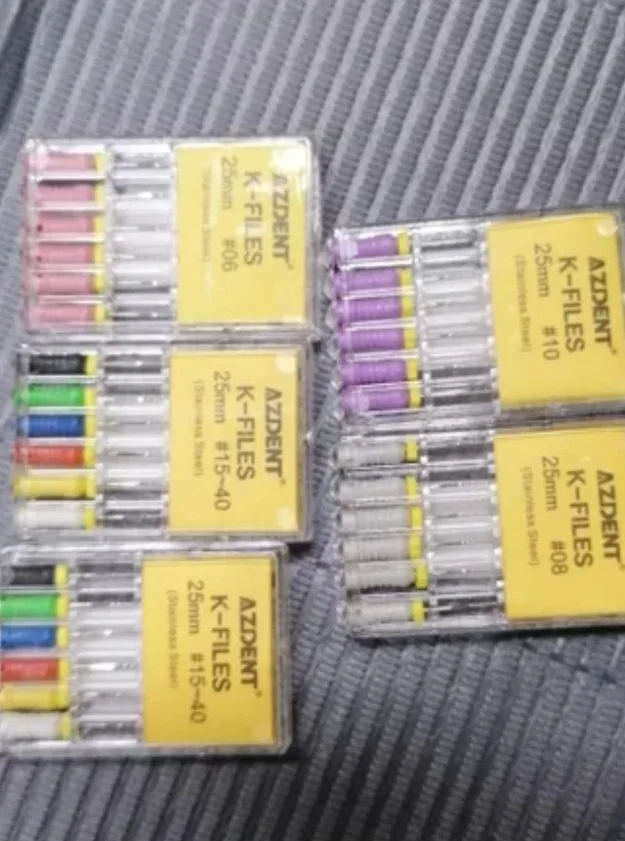 AZDENT®
K-FILES
25mm #06
(Stainless Steel)
AZDENT®
K-FILES
25mm #10
(Stainless Steel)
AZDENT®
K-FILES
25mm #15~40
(Stainless Steel)
AZDENT
K-FILES
25mm #08
(Stainless Steel)
AZDENT®
K-FILES
25mm #15~40
(Stainless Steel)